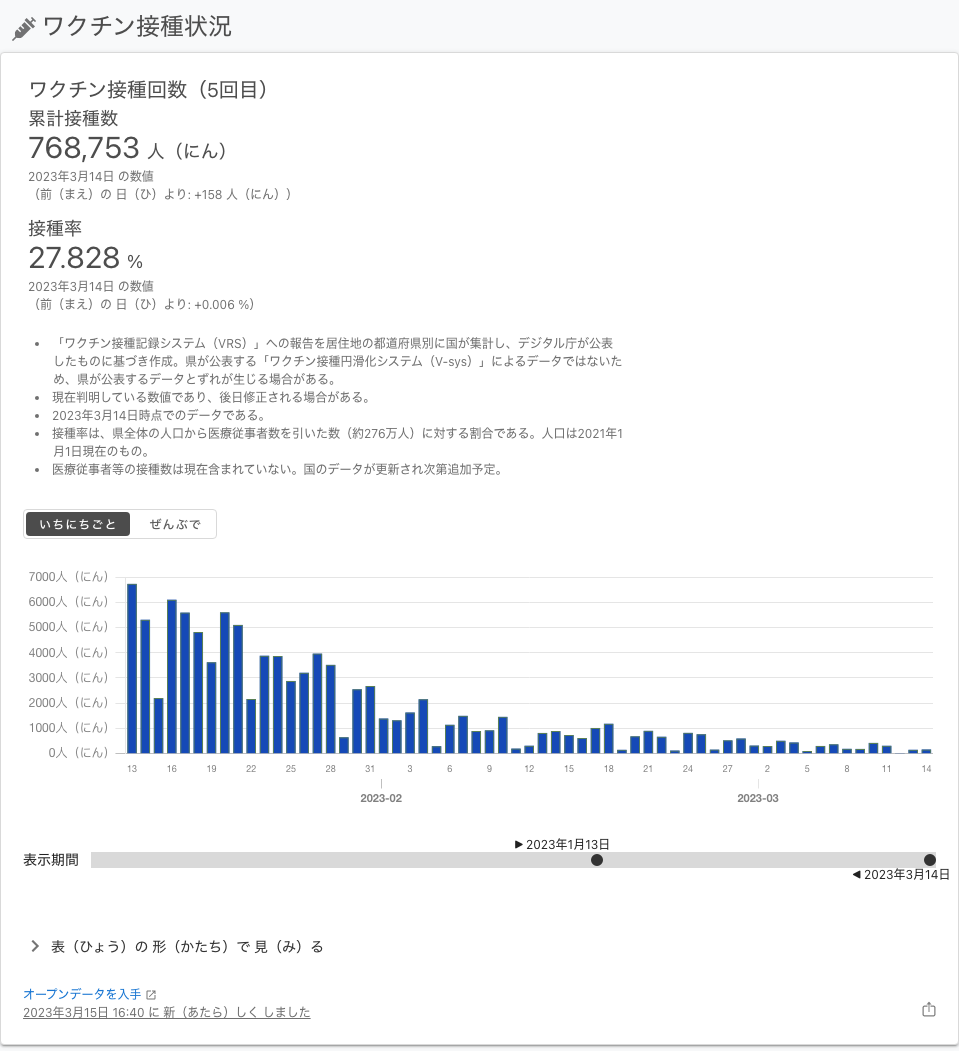 ワクチン接種状況
ワクチン接種回数（5回目）
累計接種数
768,753 人（にん）
2023年3月14日 の数値
（前（まえ）の 日（ひ）より: +158 人（にん））
接種率
27.828 %
2023年3月14日 の数値
（前（まえ）の 日（ひ）より: +0.006 %）
• 「ワクチン接種記録システム（VRS）」への報告を居住地の都道府県別に国が集計し、デジタル庁が公表
したものに基づき作成。県が公表する「ワクチン接種円滑化システム（V-sys）」によるデータではないた
め、県が公表するデータとずれが生じる場合がある。
• 現在判明している数値であり、後日修正される場合がある。
• 2023年3月14日時点でのデータである。
• 接種率は、県全体の人口から医療従事者数を引いた数（約276万人）に対する割合である。人口は2021年1
月1日現在のもの。
• 医療従事者等の接種数は現在含まれていない。国のデータが更新され次第追加予定。
いちにちごと ぜんぶで
7000人（にん）
6000人（にん）
5000人（にん）
4000人（にん）
3000人（にん）
2000人（にん）
1000人（にん）
0人（にん）
13 16 19 22 25 28 31 3 6 9 12 15 18 21 24 27 2 5 8 11 14
2023-02 2023-03
▶ 2023年1月13日
表示期間
◀ 2023年3月14日
表（ひょう）の 形（かたち）で 見（み）る
オープンデータを入手
2023年3月15日 16:40 に 新（あたら）しく しました